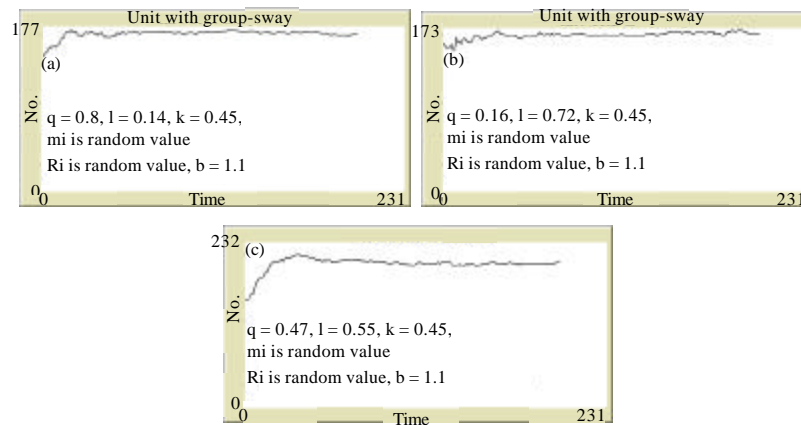 Unit with group-sway
177
(a)
No.
q = 0.8, l = 0.14, k = 0.45,
mi is random value
Ri is random value, b = 1.1
0
0
Time
231
Unit with group-sway
173
(b)
No.
q = 0.16, l = 0.72, k = 0.45,
mi is random value
Ri is random value, b = 1.1
0
0
Time
231
232
(c)
No.
q = 0.47, l = 0.55, k = 0.45,
mi is random value
Ri is random value, b = 1.1
0
0
Time
231